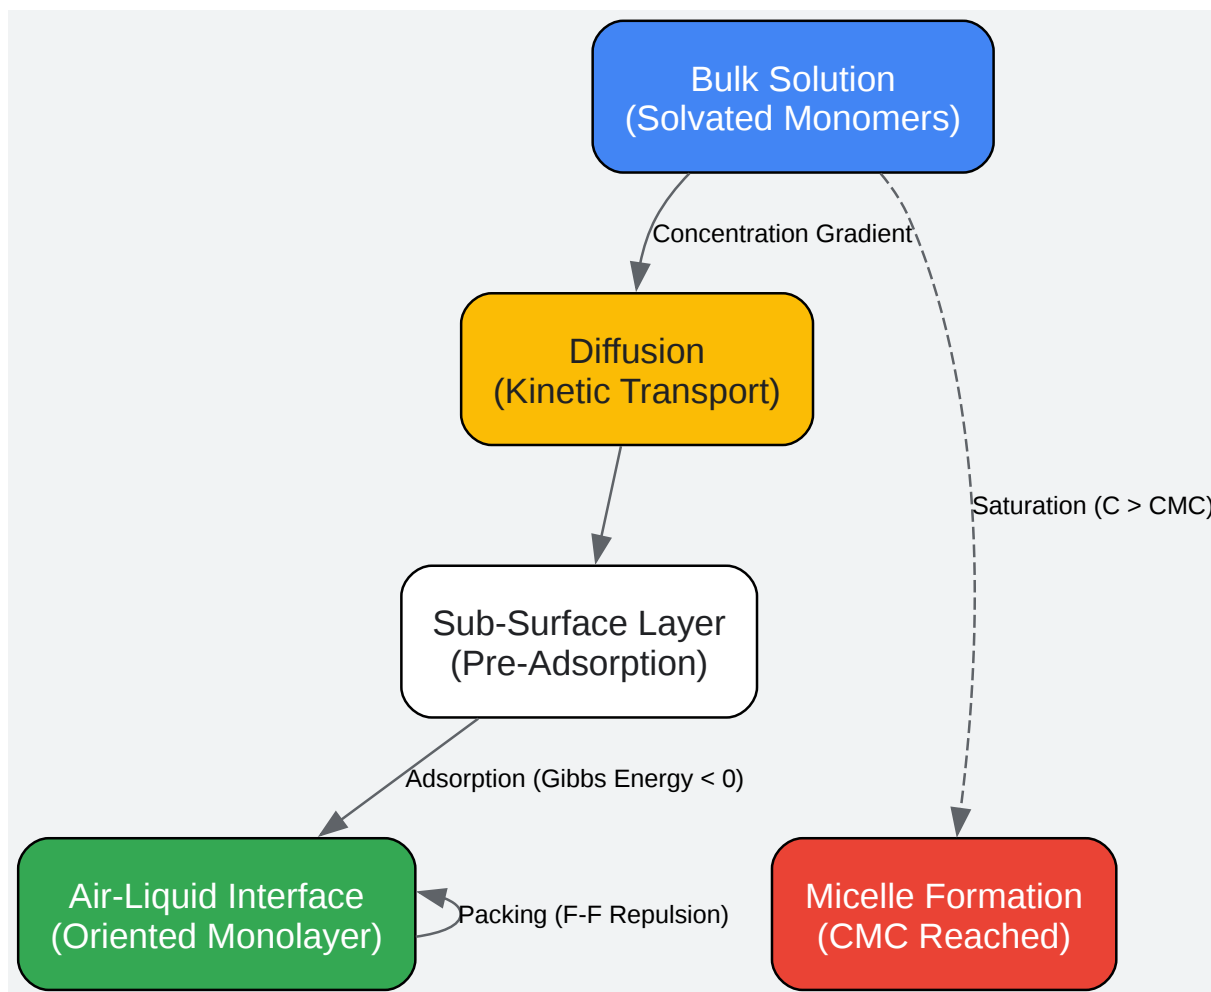 Bulk Solution
(Solvated Monomers)
Concentration Gradient
Diffusion
(Kinetic Transport)
Saturation (C > CMC)
Sub-Surface Layer
(Pre-Adsorption)
Adsorption (Gibbs Energy < 0)
Air-Liquid Interface
(Oriented Monolayer)
Packing (F-F Repulsion)
Micelle Formation
(CMC Reached)